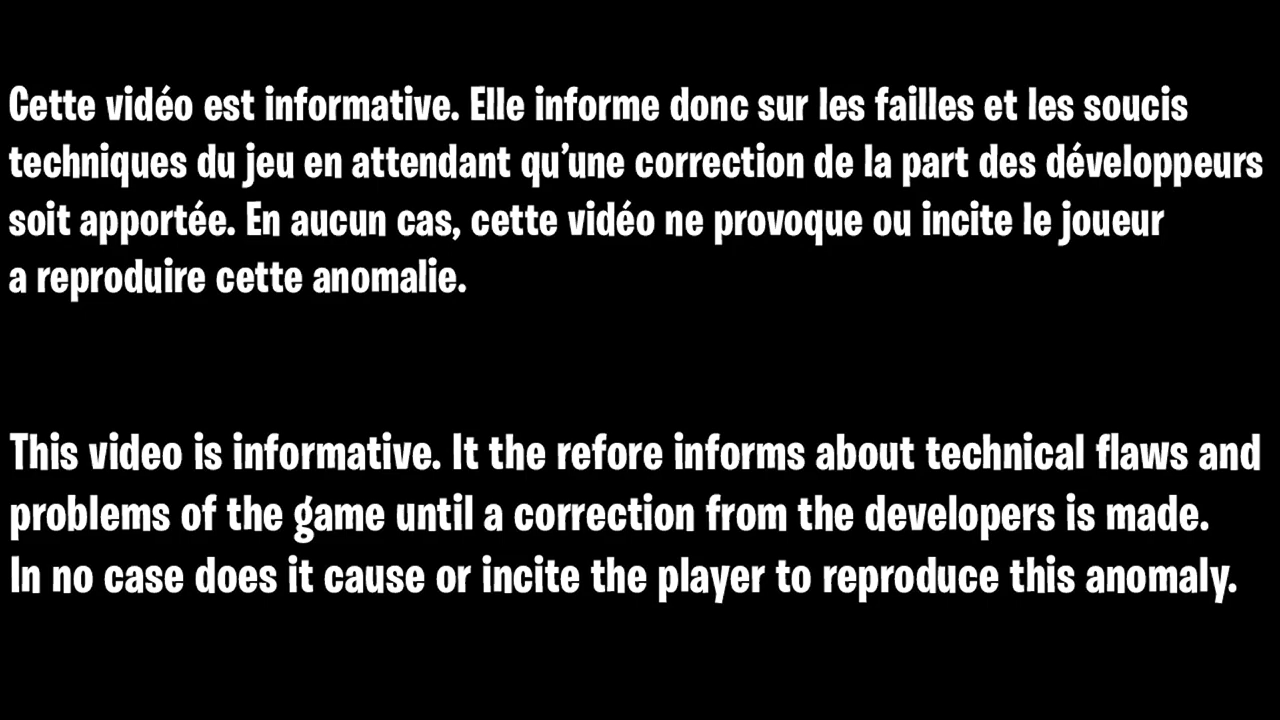 Cette vidéo est informative. Elle informe donc sur les failles et les soucis
techniques du jeu en attendant qu’une correction de la part des développeurs
soit apportée. En aucun cas, cette vidéo ne provoque ou incite le joueur
a reproduire cette anomalie.
This video is informative. It the refore informs about technical flaws and
problems of the game until a correction from the developers is made.
In no case does it cause or incite the player to reproduce this anomaly.